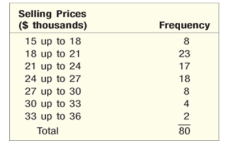 Selling Prices
($ thousands) Frequency
15 up to 18 8
18 up to 21 23
21 up to 24 17
24 up to 27 18
27 up to 30 8
30 up to 33 4
33 up to 36 2
Total 80